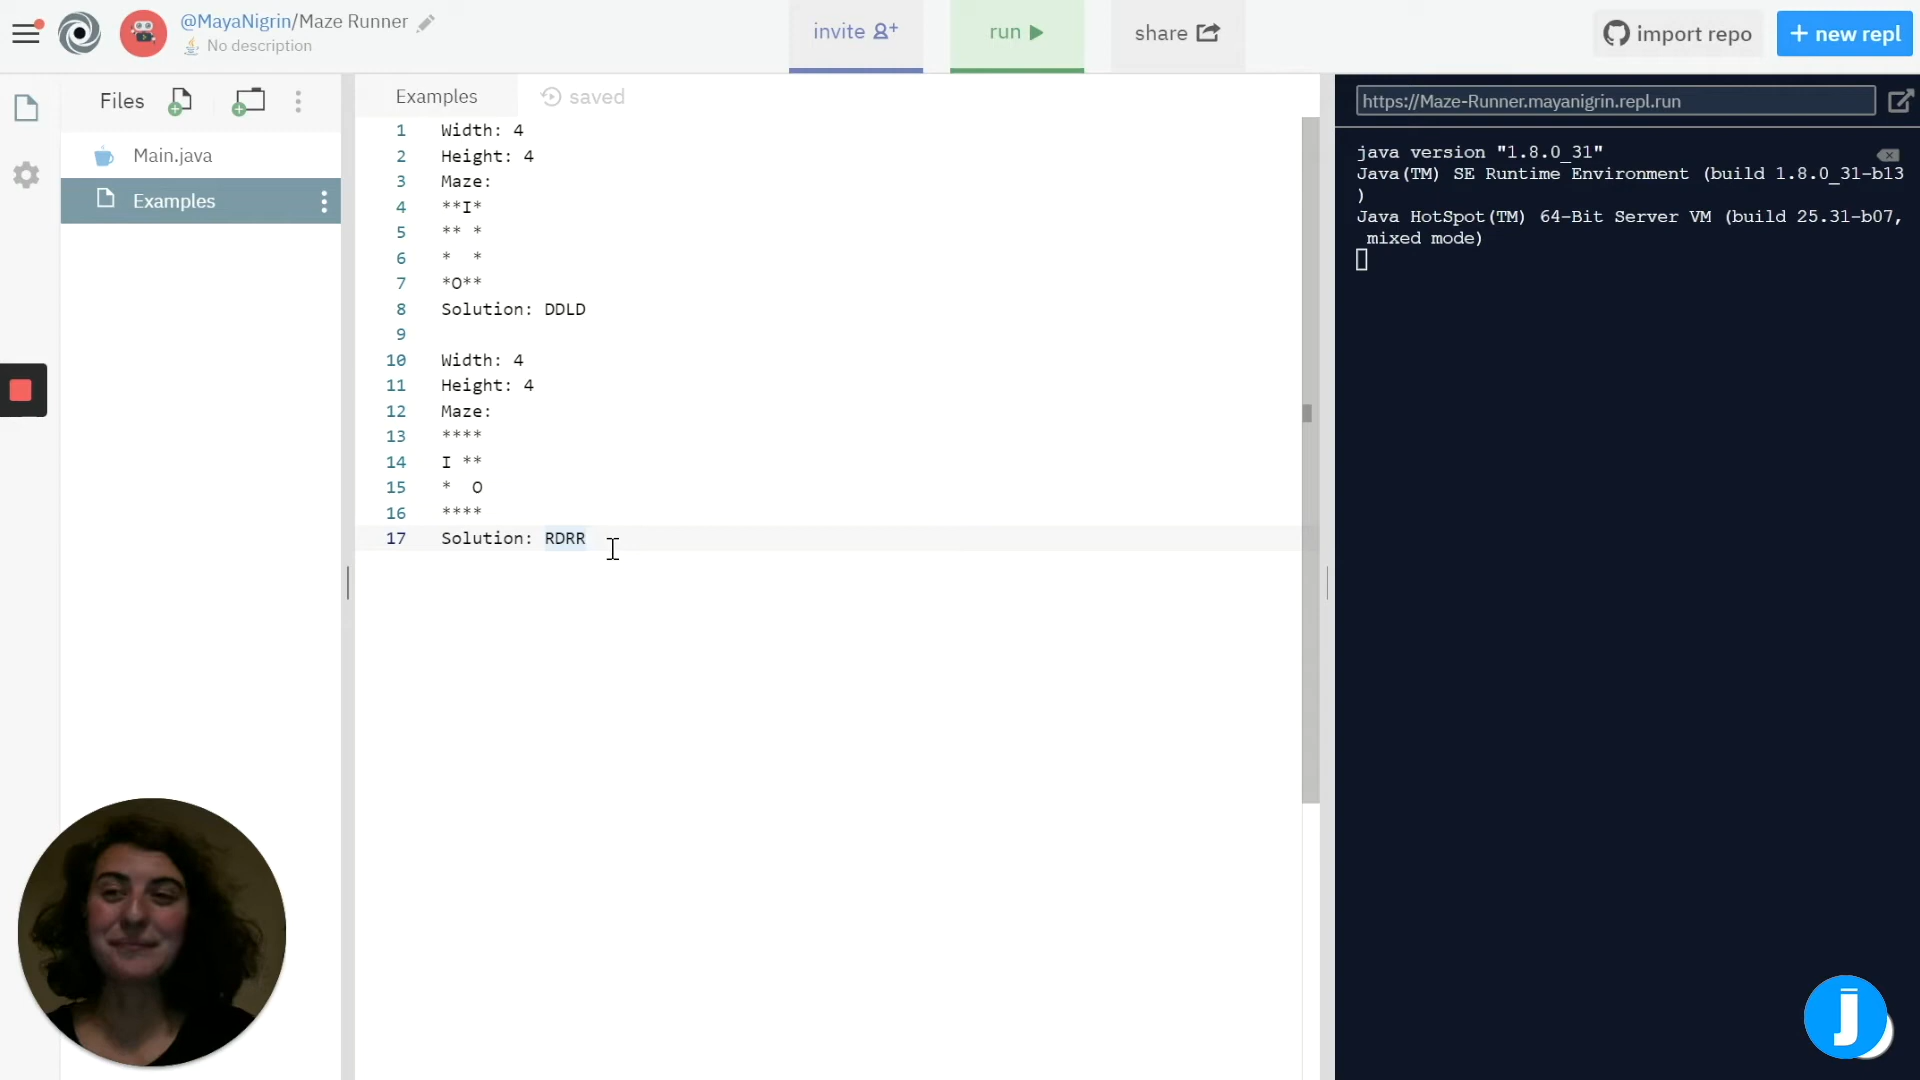 @MayaNigrin/Maze Runner
No description
invite
run
share
import repo
+ new repl
Files
Main.java
Examples
Examples
saved
1 Width: 4
2 Height: 4
3 Maze:
4 **I*
5 ** *
6 *  *
7 *O**
8 Solution: DDLD
9
10 Width: 4
11 Height: 4
12 Maze:
13 ****
14 I **
15 *  O
16 ****
17 Solution: RDRR
https://Maze-Runner.mayanigrin.repl.run
java version "1.8.0_31"
Java(TM) SE Runtime Environment (build 1.8.0_31-b13
)
Java HotSpot(TM) 64-Bit Server VM (build 25.31-b07,
mixed mode)
J